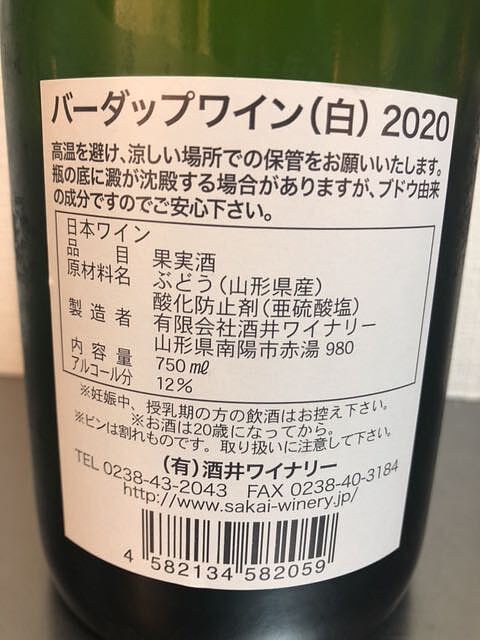 バーダップワイン(白) 2020
高温を避け、涼しい場所での保管をお願いいたします。
瓶の底に澱が沈殿する場合がありますが、ブドウ由来
の成分ですのでご安心下さい。
日本ワイン
品目 果実酒
原材料名 ぶどう(山形県産)
酸化防止剤(亜硫酸塩)
製造者 有限会社酒井ワイナリー
山形県南陽市赤湯980
内容量 750㎖
アルコール分 12%
※妊娠中、授乳期の方の飲酒はお控え下さい。
※お酒は20歳になってから。
※ビンは割れものです。取り扱いに注意して下さい。
(有)酒井ワイナリー
TEL 0238-43-2043 FAX 0238-40-3184
http://www.sakai-winery.jp/
4 582134 582059